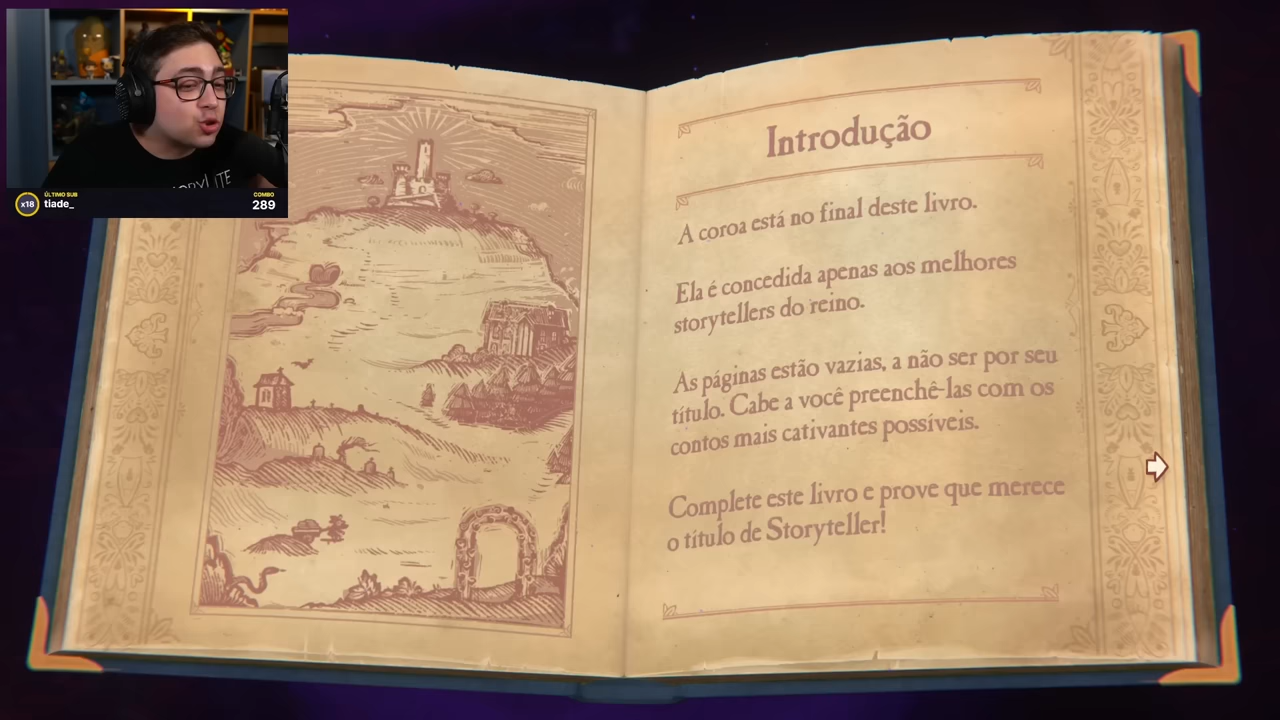 x18
ÚLTIMO SUB
tiade_
COMBO
289
Introdução
A coroa está no final deste livro.
Ela é concedida apenas aos melhores
storytellers do reino.
As páginas estão vazias, a não ser por seu
título. Cabe a você preenchê-las com os
contos mais cativantes possíveis.
Complete este livro e prove que merece
o título de Storyteller!